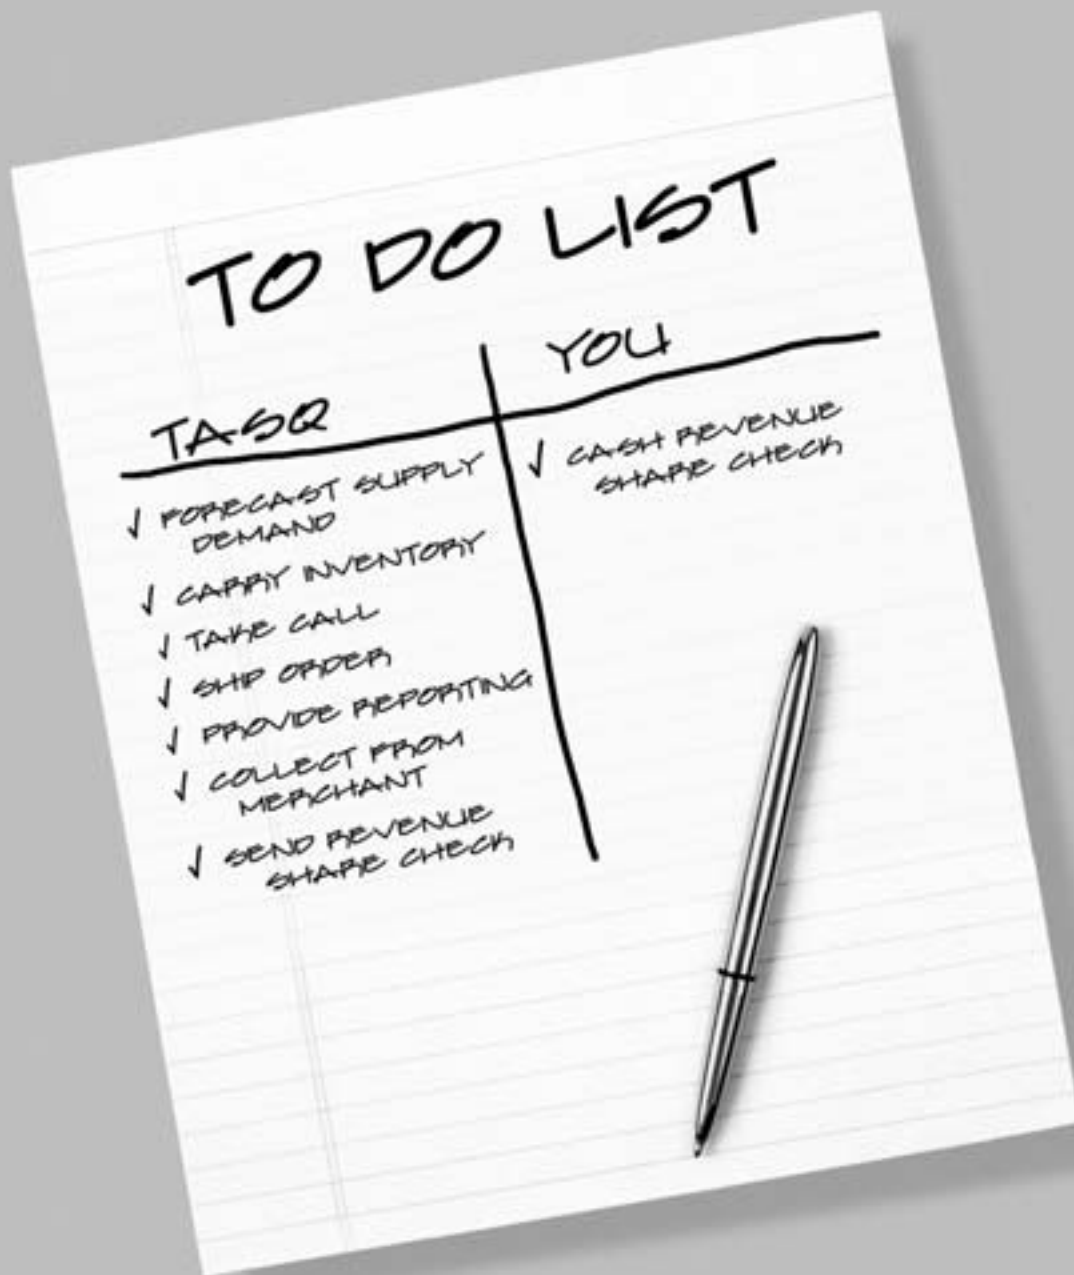 TO DO LIST
TASQ
FORECAST SUPPLY
DEMAND
CARRY INVENTORY
TAKE CALL
SHIP ORDER
PROVIDE REPORTING
COLLECT FROM
MERCHANT
SEND REVENUE
SHARE CHECK
YOU
CASH REVENUE
SHARE CHECK